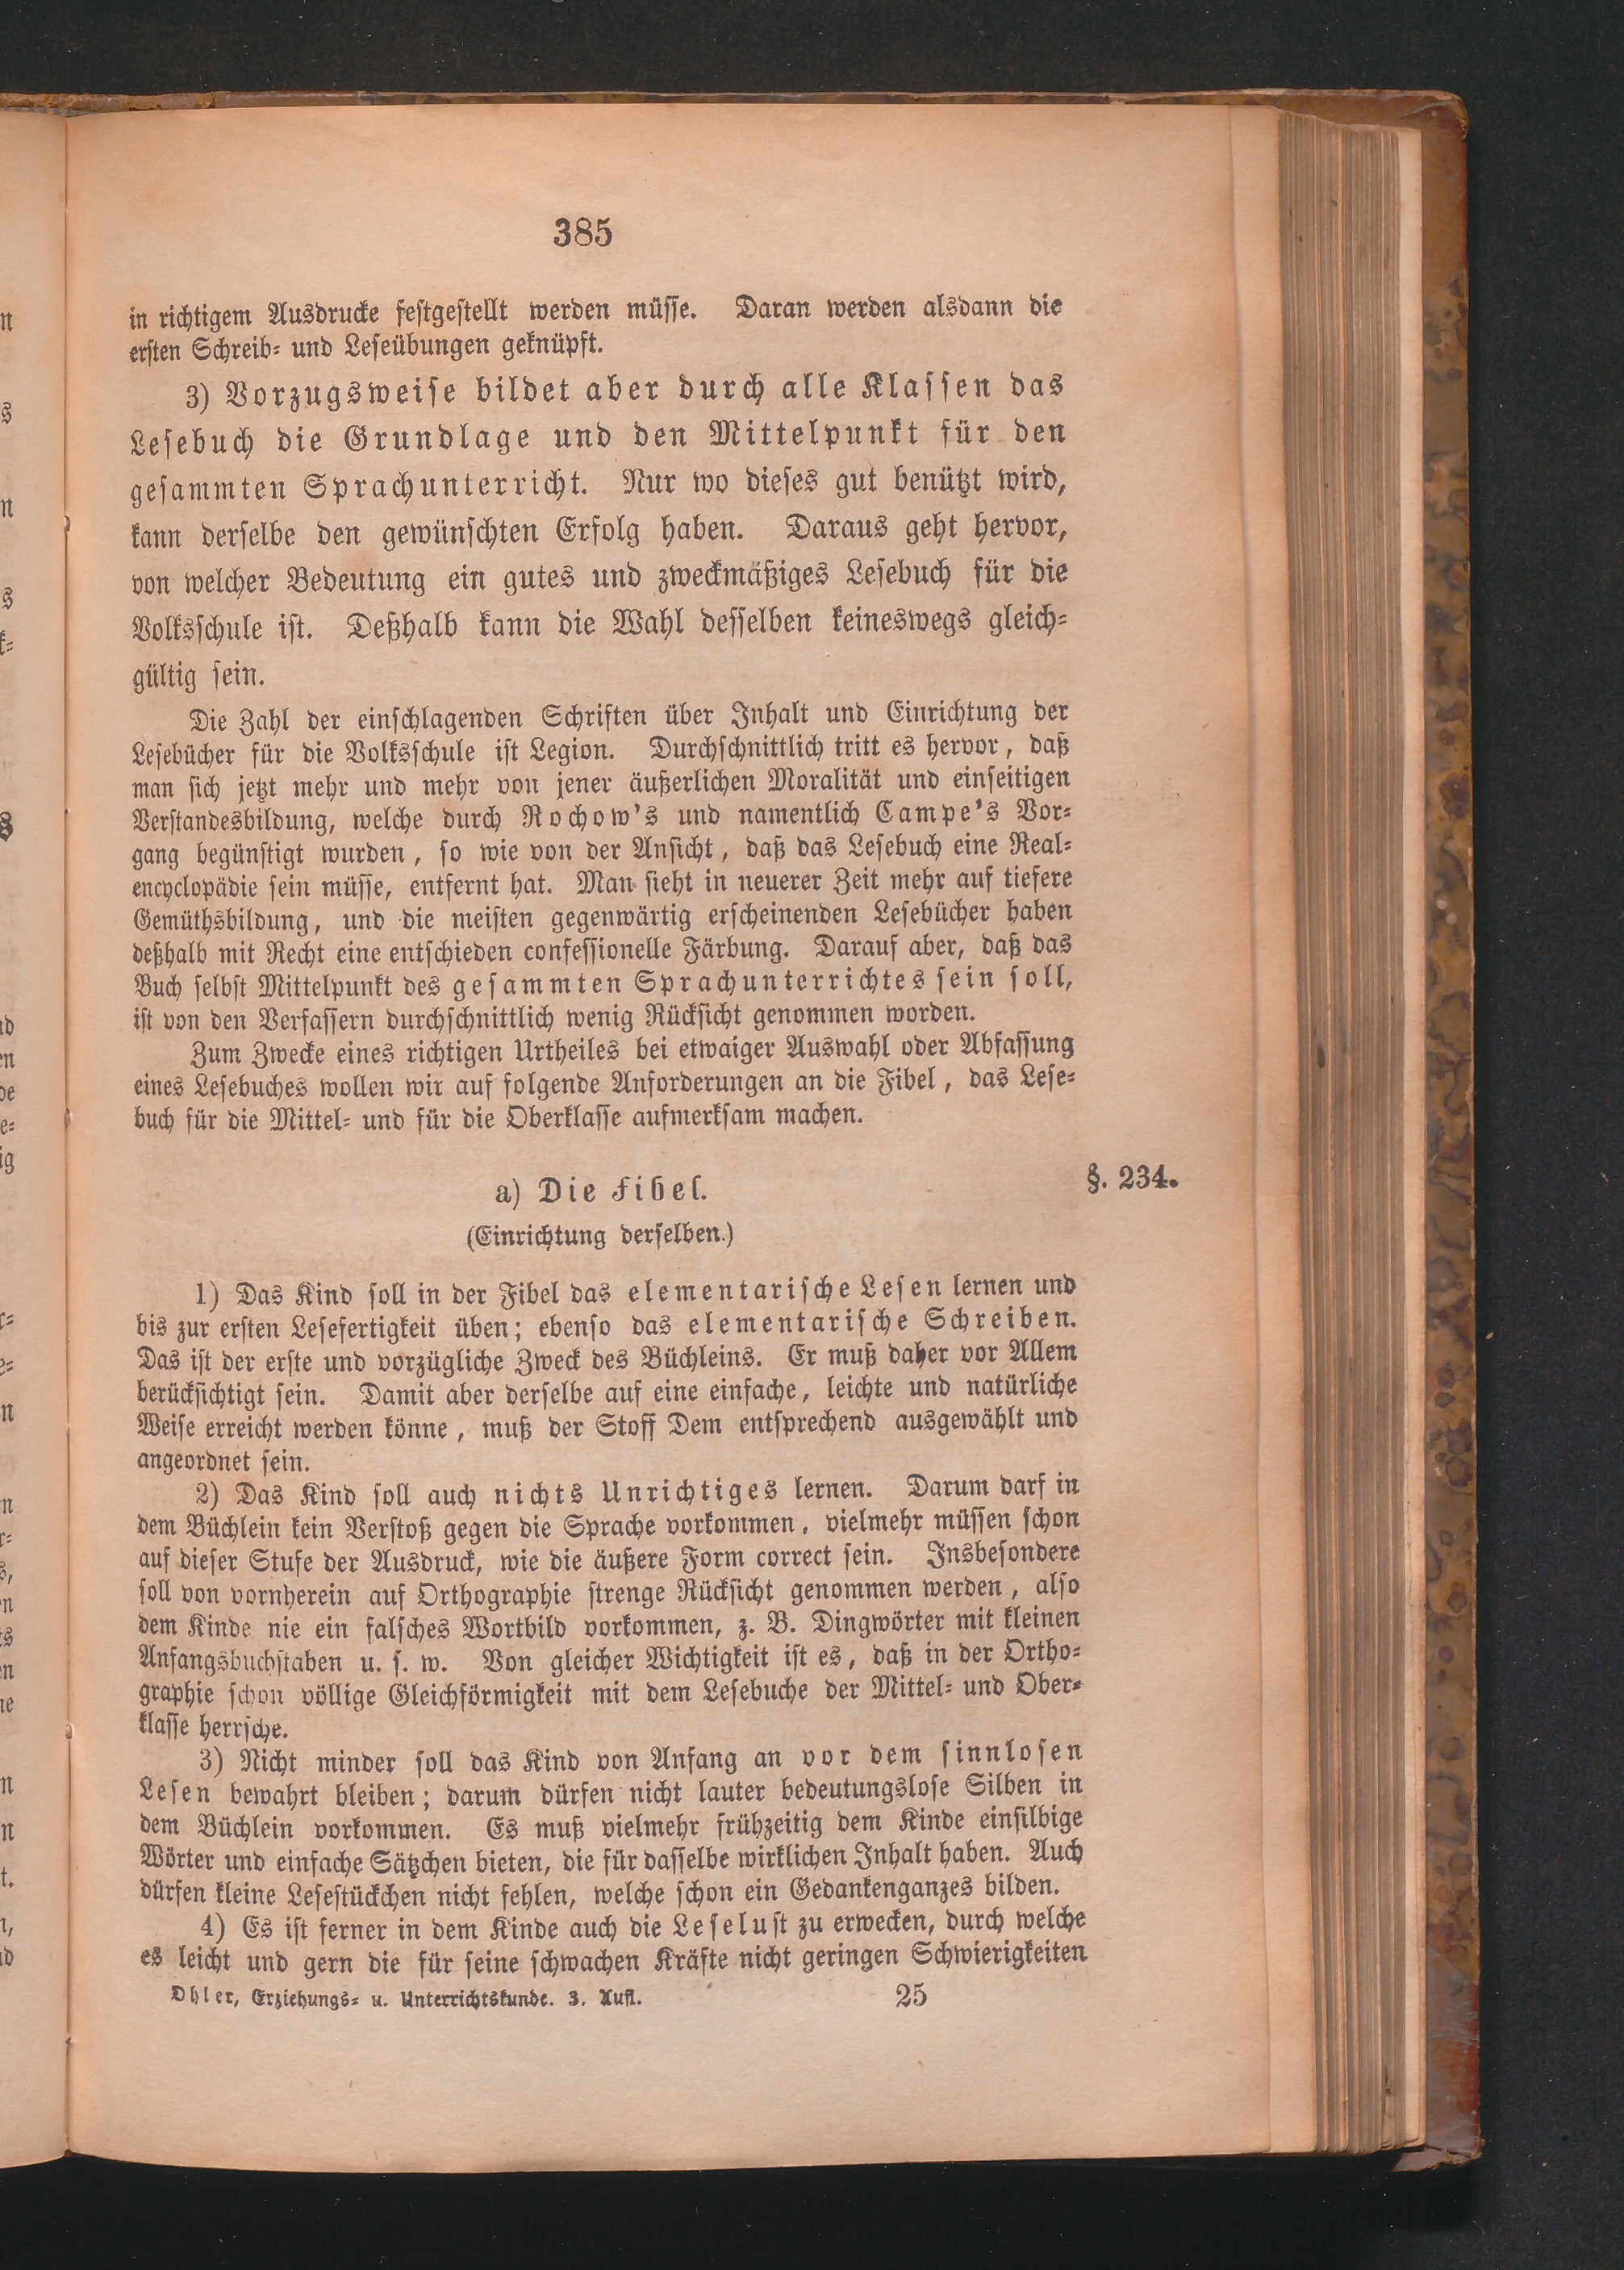 385
in richtigem Ausdrucke festgestellt werden müsse. Daran werden alsdann die
ersten Schreib- und Leseübungen geknüpft.
3) Vorzugsweise bildet aber durch alle Klassen das
Lesebuch die Grundlage und den Mittelpunkt für den
gesammten Sprachunterricht. Nur wo dieses gut benützt wird,
kann derselbe den gewünschten Erfolg haben. Daraus geht hervor,
von welcher Bedeutung ein gutes und zweckmäßiges Lesebuch für die
Volksschule ist. Deßhalb kann die Wahl desselben keineswegs gleich-
gültig sein.
Die Zahl der einschlagenden Schriften über Inhalt und Einrichtung der
Lesebücher für die Volksschule ist Legion. Durchschnittlich tritt es hervor, daß
man sich jetzt mehr und mehr von jener äußerlichen Moralität und einseitigen
Verstandesbildung, welche durch Rochow's und namentlich Campe's Vor-
gang begünstigt wurden, so wie von der Ansicht, daß das Lesebuch eine Real-
encyclopädie sein müsse, entfernt hat. Man sieht in neuerer Zeit mehr auf tiefere
Gemüthsbildung, und die meisten gegenwärtig erscheinenden Lesebücher haben
deßhalb mit Recht eine entschieden confessionelle Färbung. Darauf aber, daß das
Buch selbst Mittelpunkt des gesammten Sprachunterrichtes sein soll,
ist von den Verfassern durchschnittlich wenig Rücksicht genommen worden.
Zum Zwecke eines richtigen Urtheiles bei etwaiger Auswahl oder Abfassung
eines Lesebuches wollen wir auf folgende Anforderungen an die Fibel, das Lese-
buch für die Mittel- und für die Oberklasse aufmerksam machen.
a) Die Fibel.
§. 234.
(Einrichtung derselben.)
1) Das Kind soll in der Fibel das elementarische Lesen lernen und
bis zur ersten Lesefertigkeit üben; ebenso das elementarische Schreiben.
Das ist der erste und vorzügliche Zweck des Büchleins. Er muß daher vor Allem
berücksichtigt sein. Damit aber derselbe auf eine einfache, leichte und natürliche
Weise erreicht werden könne, muß der Stoff Dem entsprechend ausgewählt und
angeordnet sein.
2) Das Kind soll auch nichts Unrichtiges lernen. Darum darf in
dem Büchlein kein Verstoß gegen die Sprache vorkommen, vielmehr müssen schon
auf dieser Stufe der Ausdruck, wie die äußere Form correct sein. Insbesondere
soll von vornherein auf Orthographie strenge Rücksicht genommen werden, also
dem Kinde nie ein falsches Wortbild vorkommen, z. B. Dingwörter mit kleinen
Anfangsbuchstaben u. s. w. Von gleicher Wichtigkeit ist es, daß in der Ortho-
graphie schon völlige Gleichförmigkeit mit dem Lesebuche der Mittel- und Ober-
klasse herrsche.
3) Nicht minder soll das Kind von Anfang an vor dem sinnlosen
Lesen bewahrt bleiben; darum dürfen nicht lauter bedeutungslose Silben in
dem Büchlein vorkommen. Es muß vielmehr frühzeitig dem Kinde einsilbige
Wörter und einfache Sätzchen bieten, die für dasselbe wirklichen Inhalt haben. Auch
dürfen kleine Lesestückchen nicht fehlen, welche schon ein Gedankenganzes bilden.
4) Es ist ferner in dem Kinde auch die Leselust zu erwecken, durch welche
es leicht und gern die für seine schwachen Kräfte nicht geringen Schwierigkeiten
Ohler, Erziehungs- u. Unterrichtskunde. 3. Aufl. 25